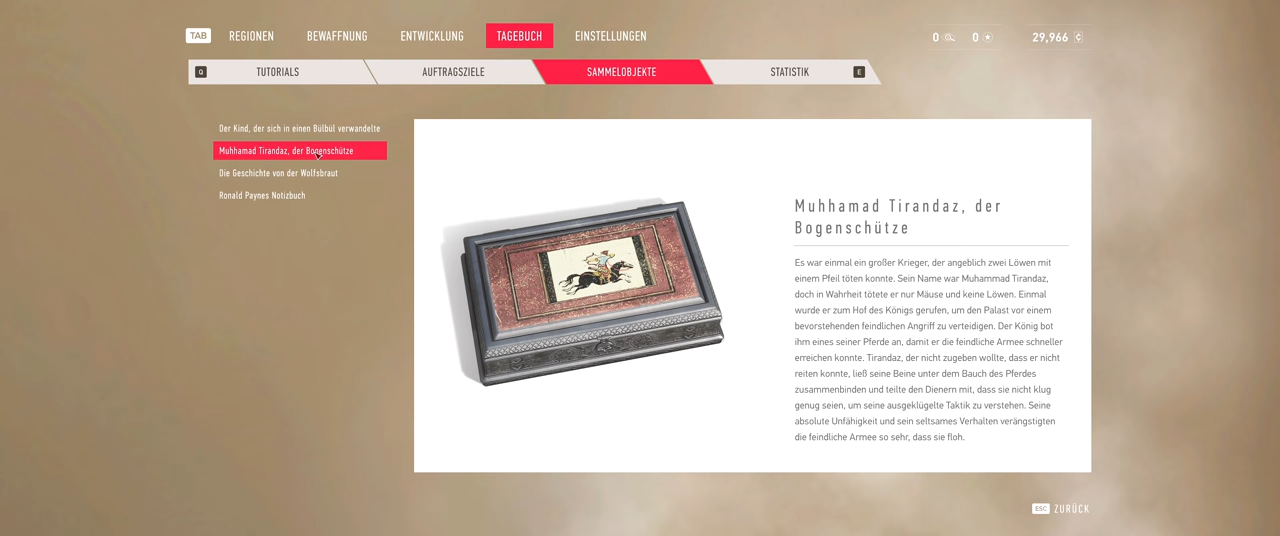 TAB REGIONEN BEWAFFNUNG ENTWICKLUNG TAGEBUCH EINSTELLUNGEN 0 0 29,966
Q TUTORIALS AUFTRAGSZIELE SAMMELOBJEKTE STATISTIK E
Der Kind, der sich in einen Bülbül verwandelte
Muhhamad Tirandaz, der Bogenschütze
Die Geschichte von der Wolfsbraut
Ronald Paynes Notizbuch
Muhhamad Tirandaz, der
Bogenschütze
Es war einmal ein großer Krieger, der angeblich zwei Löwen mit
einem Pfeil töten konnte. Sein Name war Muhammad Tirandaz,
doch in Wahrheit tötete er nur Mäuse und keine Löwen. Einmal
wurde er zum Hof des Königs gerufen, um den Palast vor einem
bevorstehenden feindlichen Angriff zu verteidigen. Der König bot
ihm eines seiner Pferde an, damit er die feindliche Armee schneller
erreichen konnte. Tirandaz, der nicht zugeben wollte, dass er nicht
reiten konnte, ließ seine Beine unter dem Bauch des Pferdes
zusammenbinden und teilte den Dienern mit, dass sie nicht klug
genug seien, um seine ausgeklügelte Taktik zu verstehen. Seine
absolute Unfähigkeit und sein seltsames Verhalten verängstigten
die feindliche Armee so sehr, dass sie floh.
ESC ZURÜCK